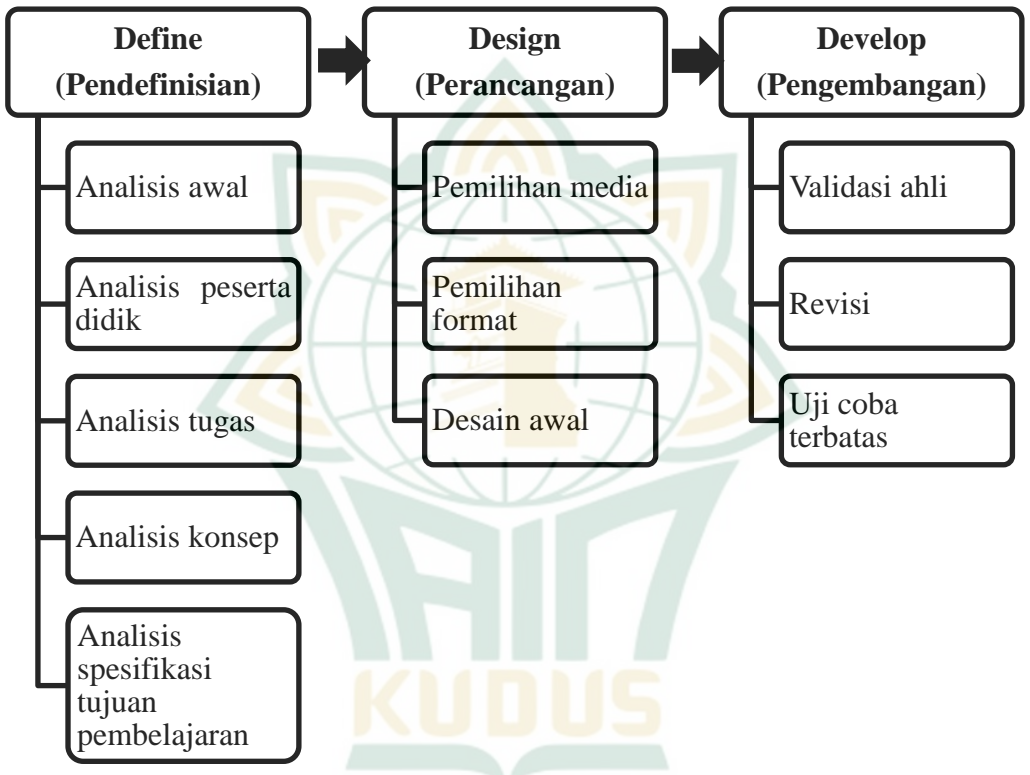 Define
(Pendefinisian)
Analisis awal
Analisis peserta
didik
Analisis tugas
Analisis konsep
Analisis
spesifikasi
tujuan
pembelajaran
Design
(Perancangan)
Pemilihan media
Pemilihan
format
Desain awal
Develop
(Pengembangan)
Validasi ahli
Revisi
Uji coba
terbatas
IAIN
KUDUS